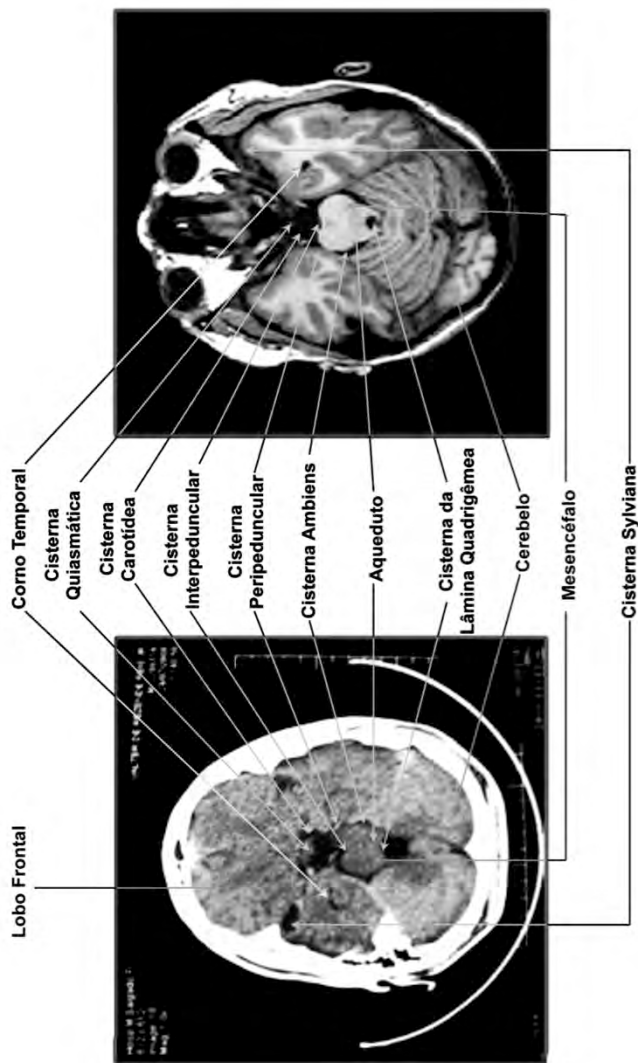 Lobo Frontal
Corno Temporal
Cisterna
Quiasmática
Cisterna
Carotídea
Cisterna
Interpeduncular
Cisterna
Peripeduncular
Cisterna Ambiens
Aqueduto
Cisterna da
Lâmina Quadrigêmea
Cerebelo
Mesencéfalo
Cisterna Sylviana